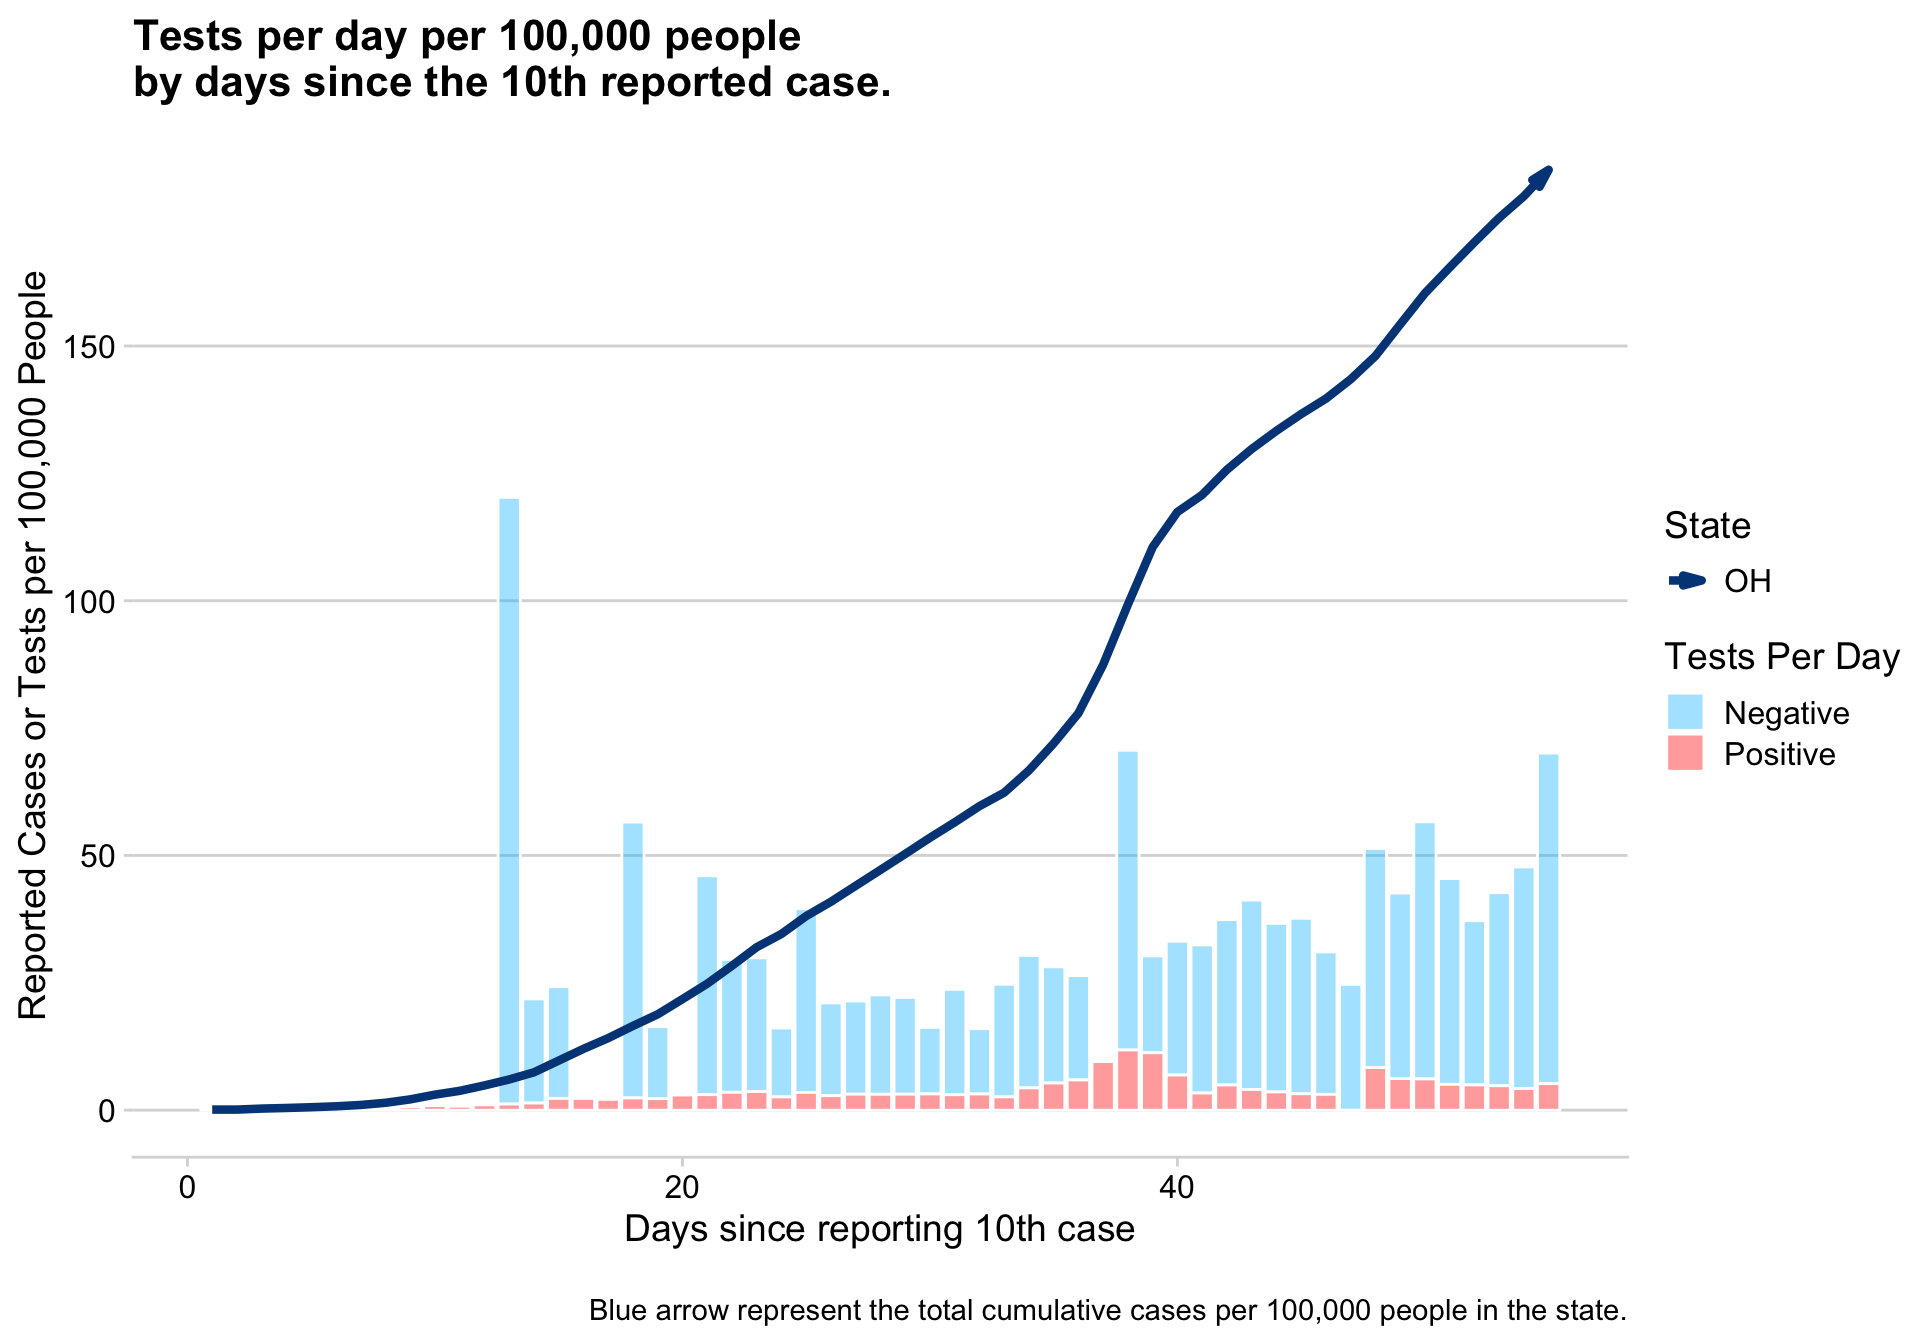 Tests per day per 100,000 people
by days since the 10th reported case.
Reported Cases or Tests per 100,000 People
150
100
50
0
0
20
40
Days since reporting 10th case
State
OH
Tests Per Day
Negative
Positive
Blue arrow represent the total cumulative cases per 100,000 people in the state.